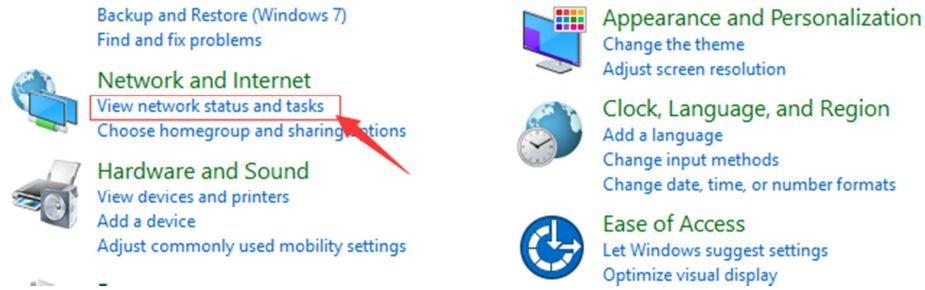 Backup and Restore (Windows 7)
Find and fix problems
Network and Internet
View network status and tasks
Choose homegroup and sharing options
Hardware and Sound
View devices and printers
Add a device
Adjust commonly used mobility settings
Appearance and Personalization
Change the theme
Adjust screen resolution
Clock, Language, and Region
Add a language
Change input methods
Change date, time, or number formats
Ease of Access
Let Windows suggest settings
Optimize visual display